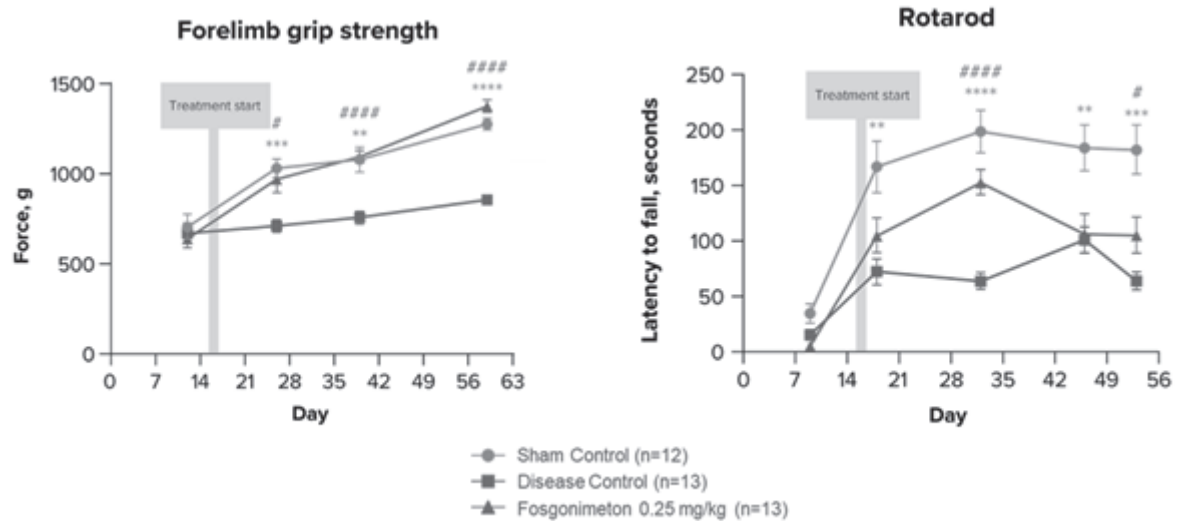 Forelimb grip strength
Force, g
1500
1000
500
0
Treatment start
#
***
####
**
####
****
0 7 14 21 28 35 42 49 56 63
Day
Rotarod
Latency to fall, seconds
250
200
150
100
50
0
Treatment start
**
####
****
**
#
***
0 7 14 21 28 35 42 49 56
Day
Sham Control (n=12)
Disease Control (n=13)
Fosgonimeton 0.25 mg/kg (n=13)